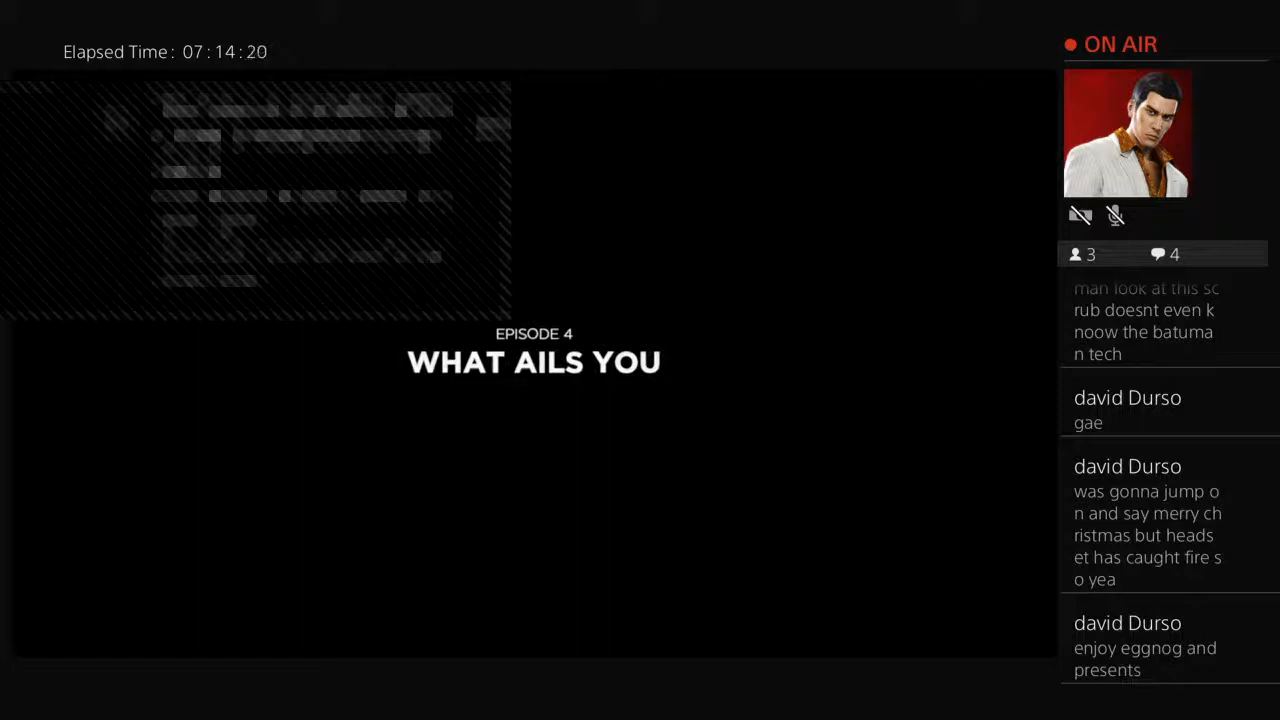 Elapsed Time: 07:14:20
ON AIR
3 4
man look at this sc
rub doesnt even k
noow the batuma
n tech
david Durso
gae
david Durso
was gonna jump o
n and say merry ch
ristmas but heads
et has caught fire s
o yea
david Durso
enjoy eggnog and
presents
EPISODE 4
WHAT AILS YOU